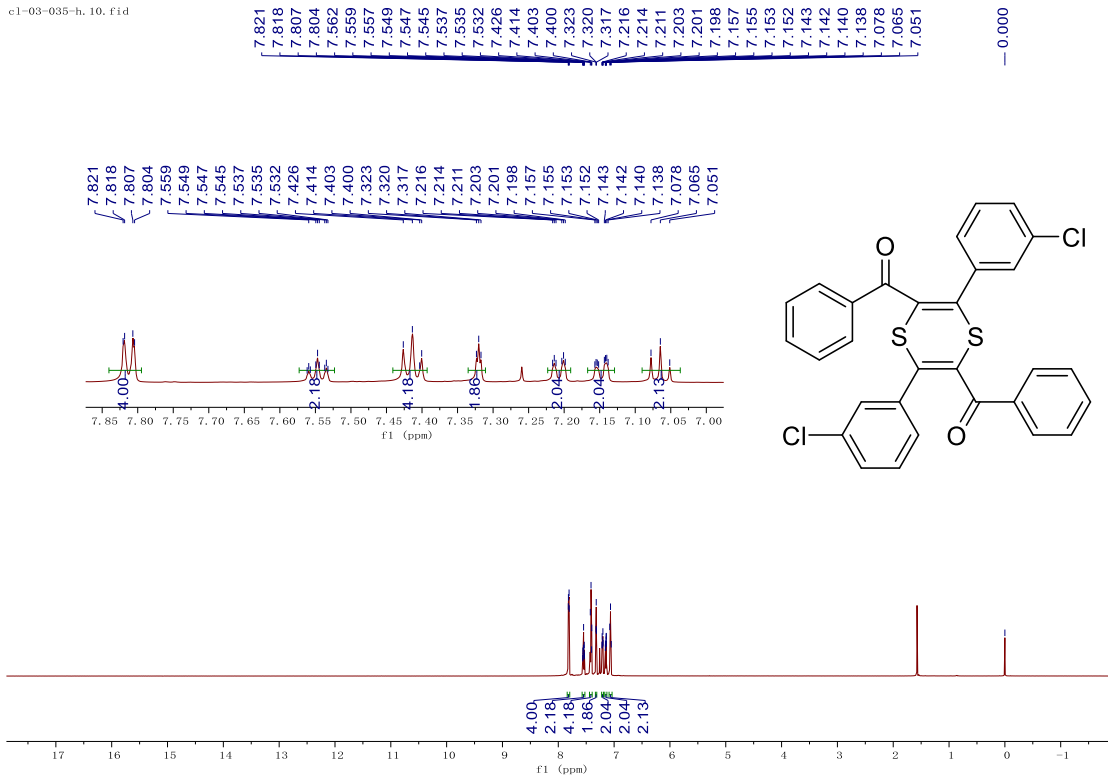 cl-03-035-h.10.fid
7.821 7.818 7.807 7.804 7.562 7.559 7.557 7.549 7.547 7.545 7.537 7.535 7.532 7.426 7.414 7.403 7.400 7.323 7.320 7.317 7.216 7.214 7.211 7.203 7.201 7.198 7.157 7.155 7.153 7.152 7.143 7.142 7.140 7.138 7.078 7.065 7.051 0.000
7.821 7.818 7.807 7.804 7.559 7.549 7.547 7.545 7.537 7.535 7.532 7.426 7.414 7.403 7.400 7.323 7.320 7.317 7.216 7.214 7.211 7.203 7.201 7.198 7.157 7.155 7.153 7.152 7.143 7.142 7.140 7.138 7.078 7.065 7.051
O
Cl
S S
O
Cl
4.00 2.18 4.18 1.86 2.04 2.04 2.13
7.85 7.80 7.75 7.70 7.65 7.60 7.55 7.50 7.45 7.40 7.35 7.30 7.25 7.20 7.15 7.10 7.05 7.00
f1 (ppm)
4.00 2.18 4.18 1.86 2.04 2.04 2.13
17 16 15 14 13 12 11 10 9 8 7 6 5 4 3 2 1 0 -1
f1 (ppm)